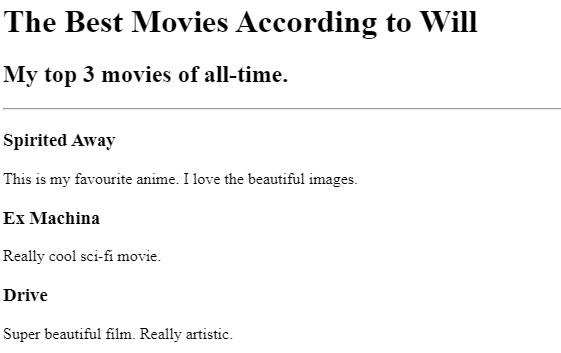 The Best Movies According to Will
My top 3 movies of all-time.
Spirited Away
This is my favourite anime. I love the beautiful images.
Ex Machina
Really cool sci-fi movie.
Drive
Super beautiful film. Really artistic.